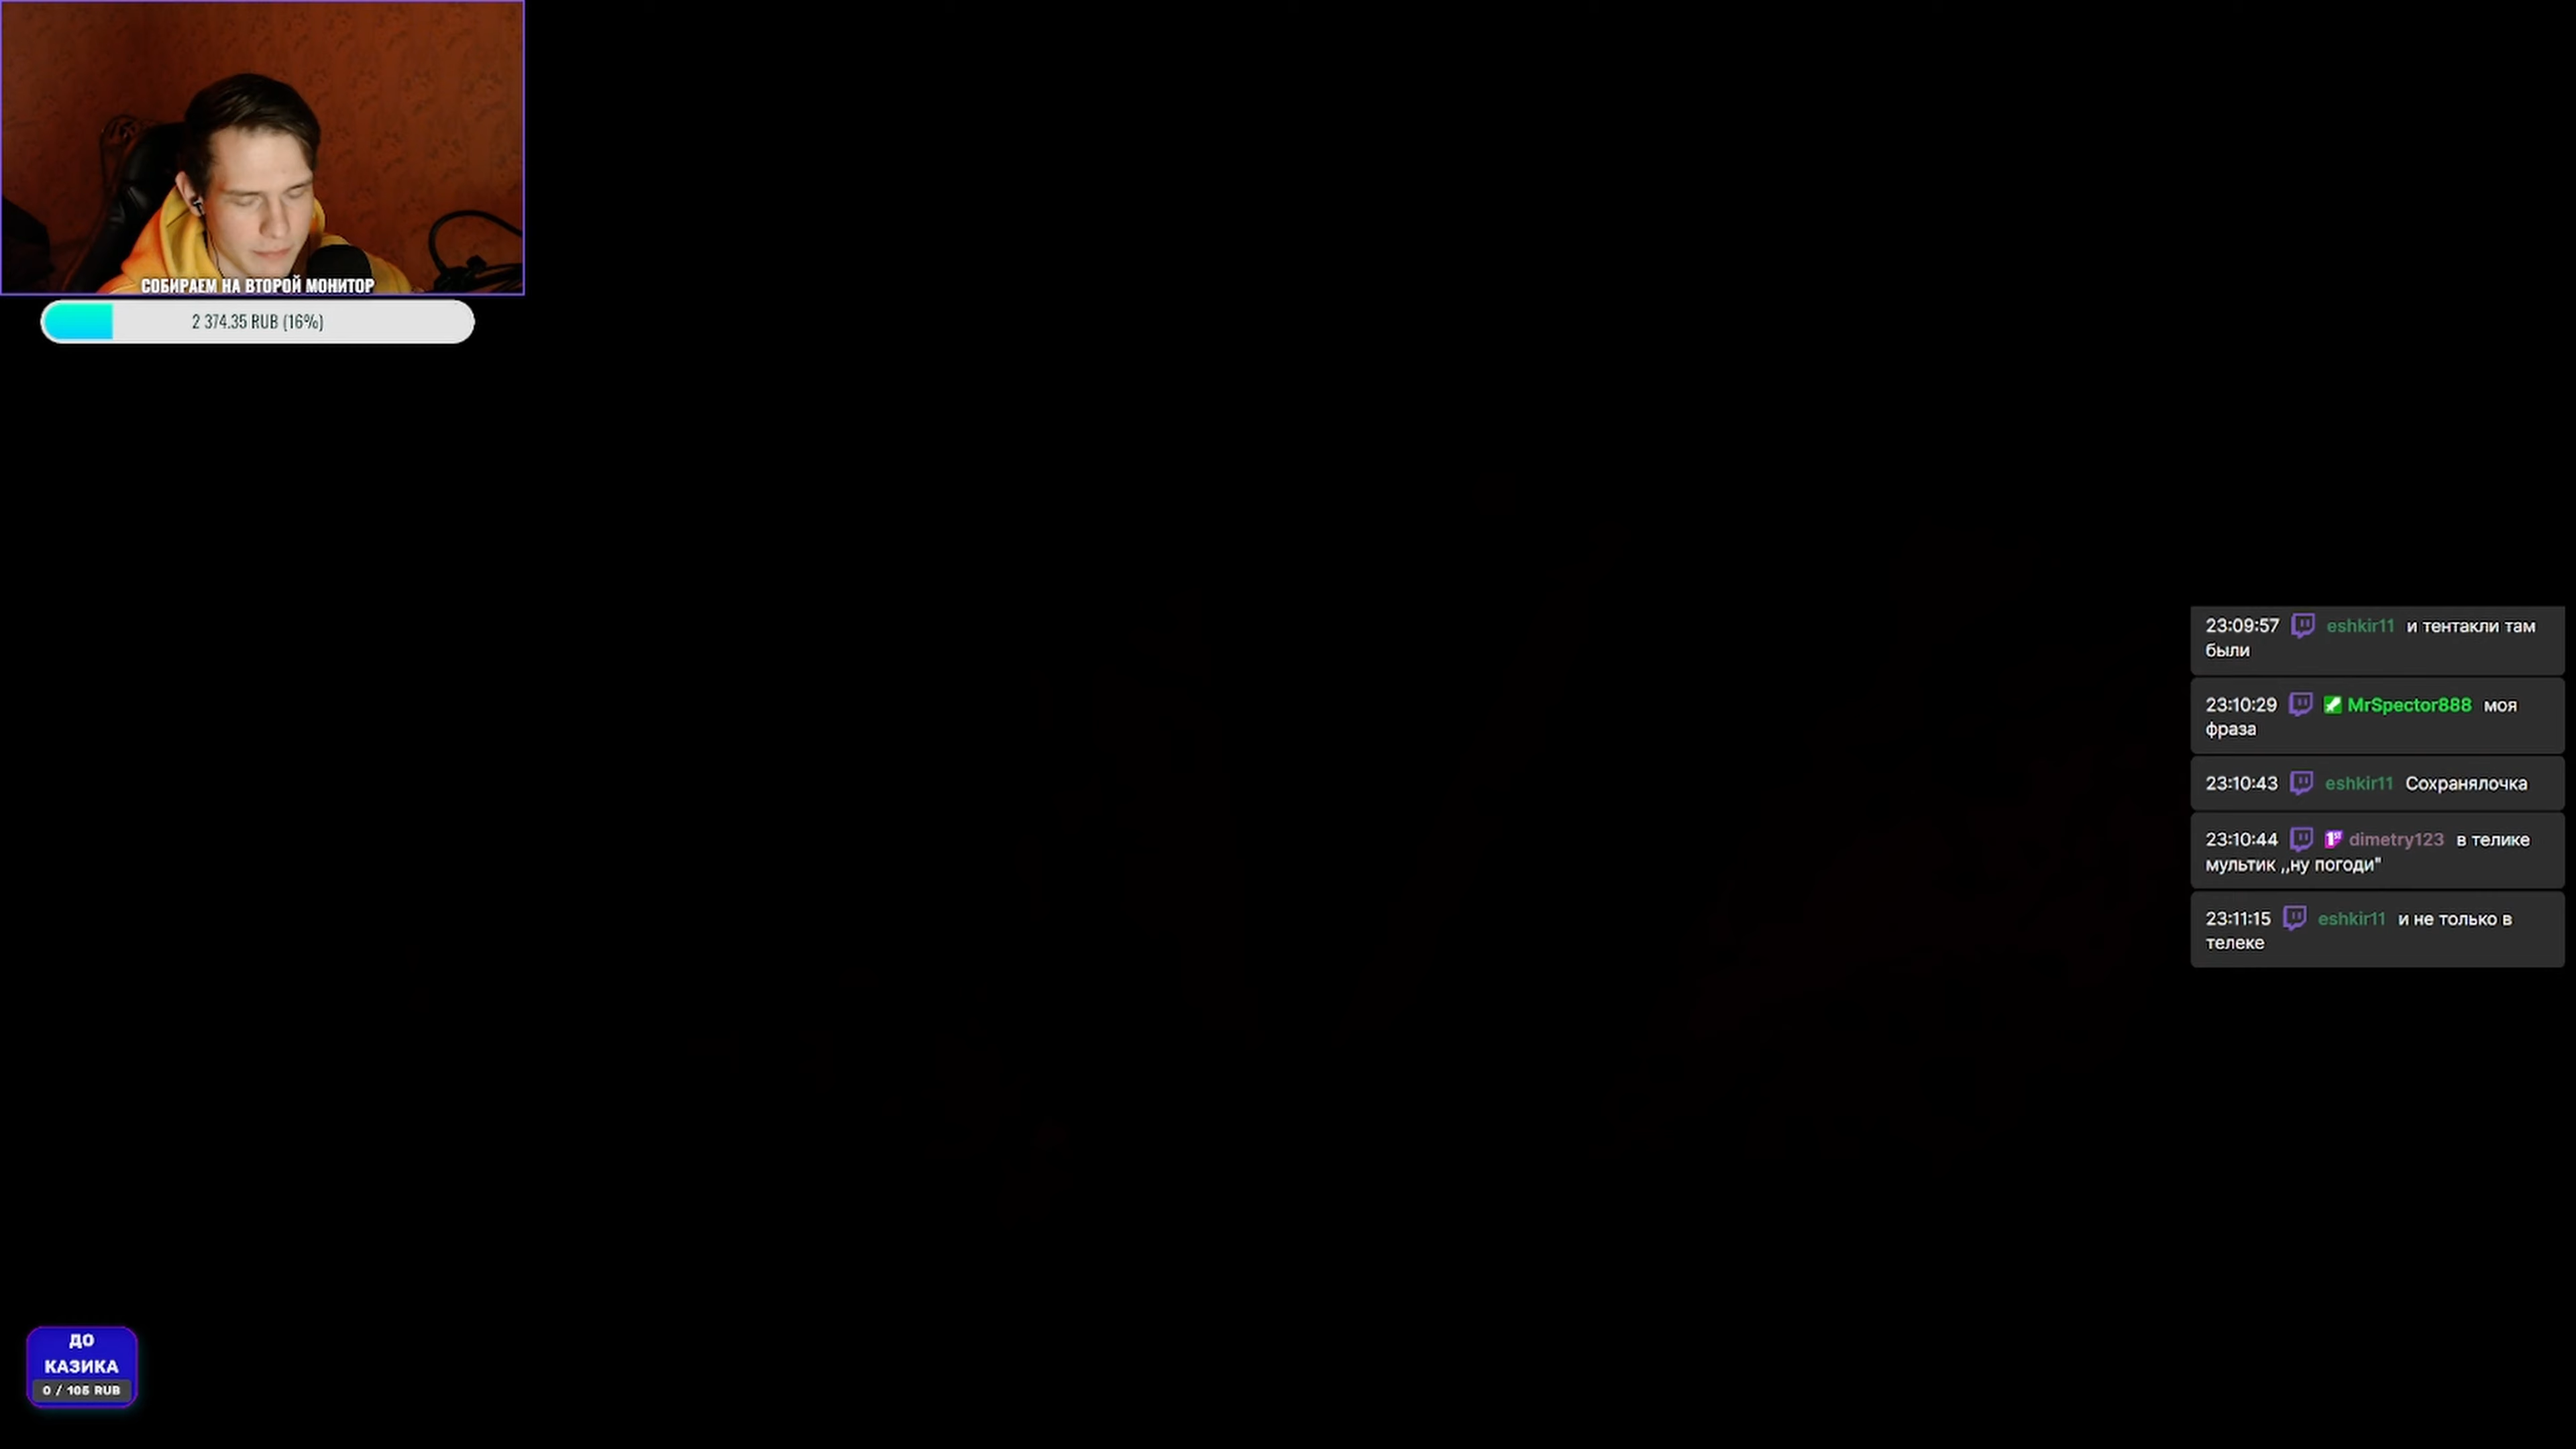 СОБИРАЕМ НА ВТОРОЙ МОНИТОР
2 374.35 RUB (16%)
23:09:57 eshkir11 и тентакли там
были
23:10:29 MrSpector888 моя
фраза
23:10:43 eshkir11 Сохранялочка
23:10:44 1ST dimetry123 в телике
мультик ,,ну погоди"
23:11:15 eshkir11 и не только в
телеке
ДО
КАЗИКА
0 / 105 RUB